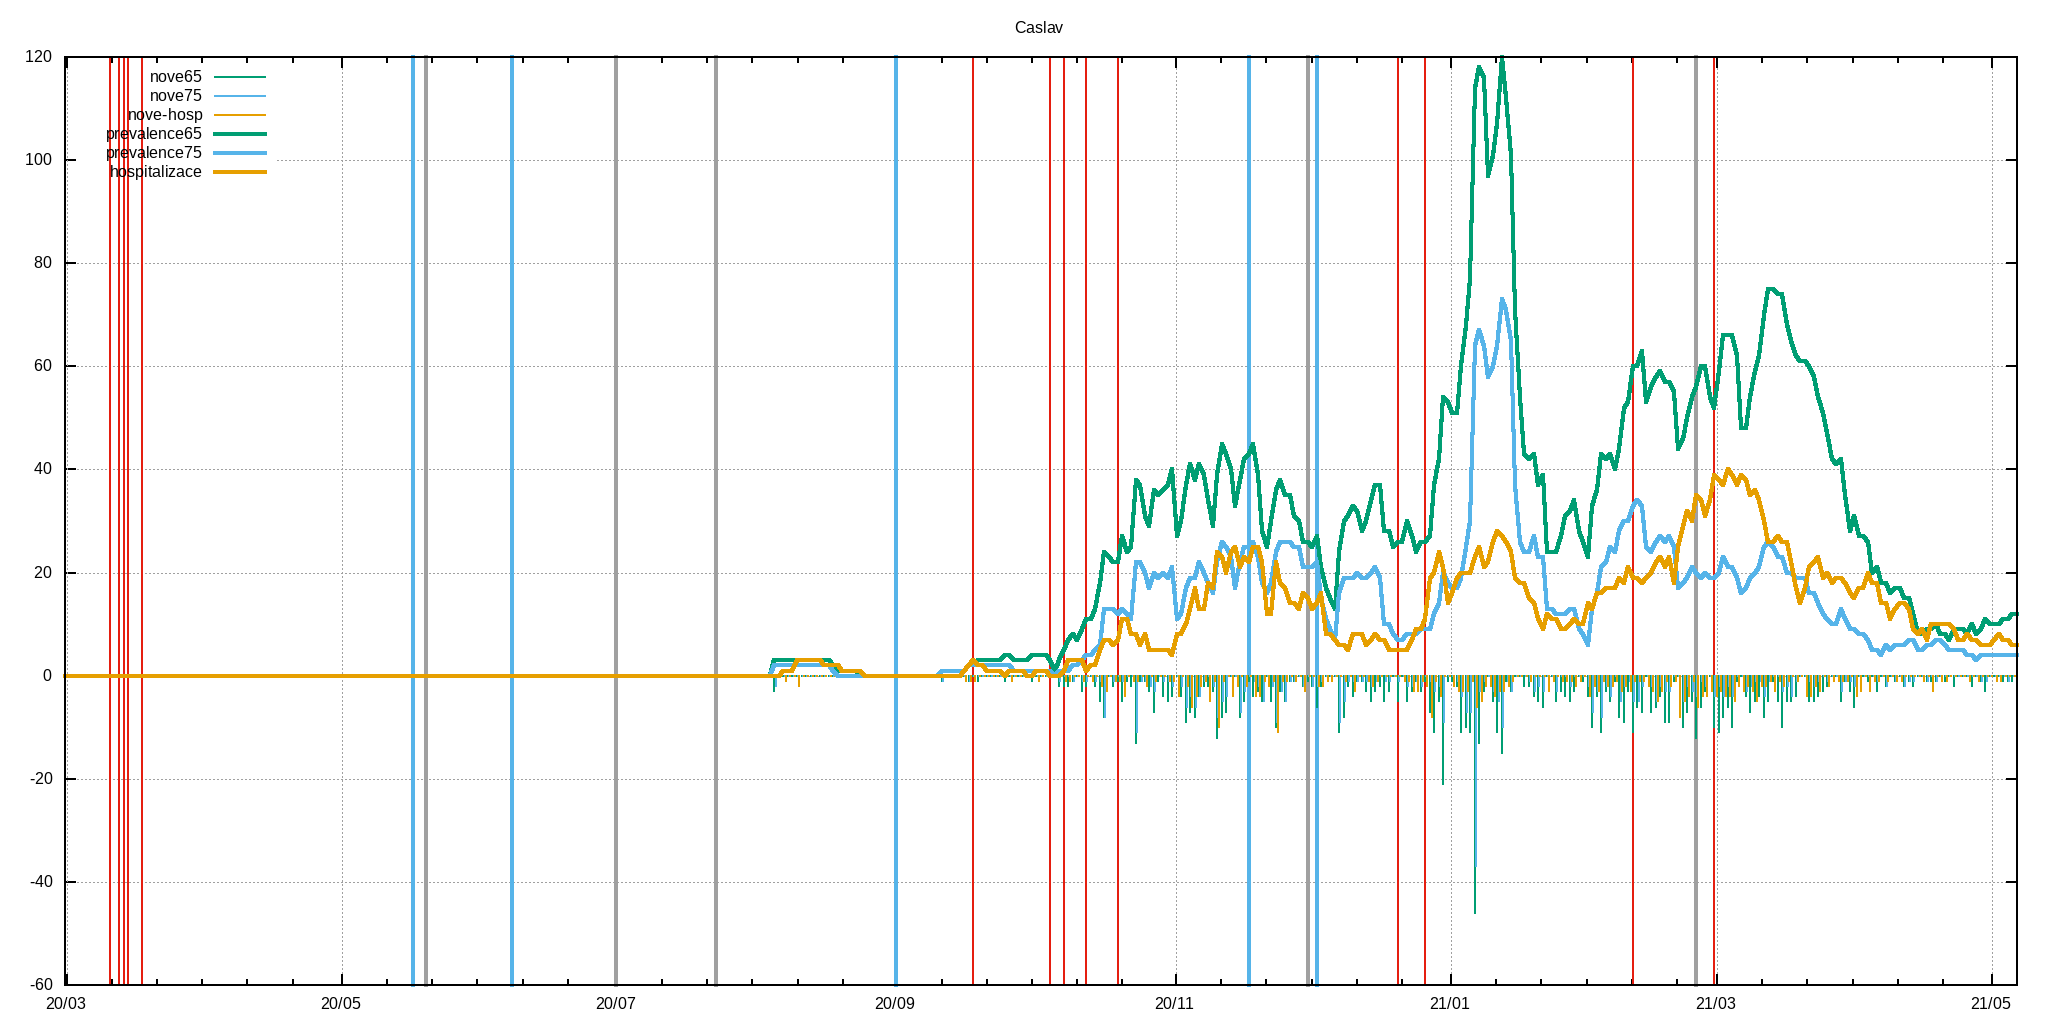 Caslav
nove65
nove75
nove-hosp
prevalence65
prevalence75
hospitalizace
120
100
80
60
40
20
0
-20
-40
-60
20/03 20/05 20/07 20/09 20/11 21/01 21/03 21/05